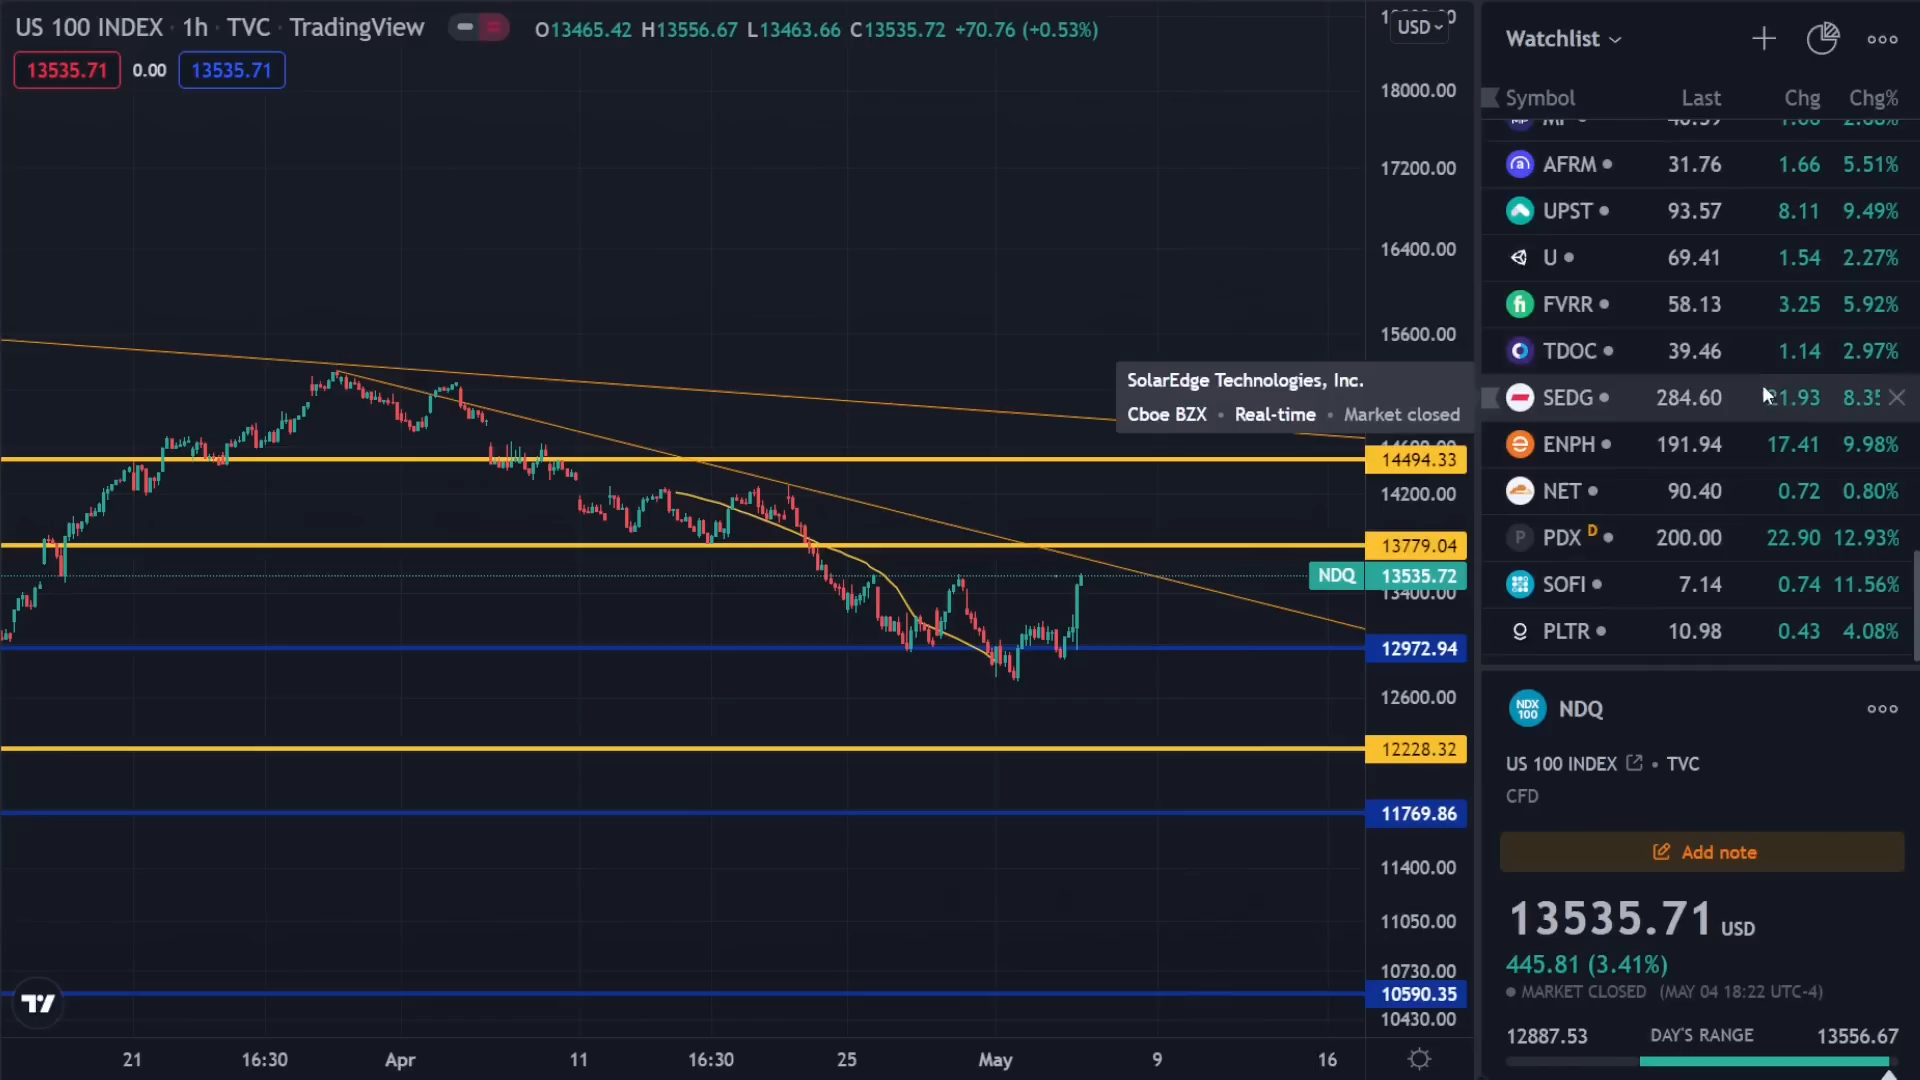 US 100 INDEX · 1h · TVC · TradingView
O13465.42 H13556.67 L13463.66 C13535.72 +70.76 (+0.53%)
13535.71 0.00 13535.71
USD
18000.00
17200.00
16400.00
15600.00
14494.33
14200.00
13779.04
NDQ 13535.72
13400.00
12972.94
12600.00
12228.32
11769.86
11400.00
11050.00
10730.00
10590.35
10430.00
21 16:30 Apr 11 16:30 25 May 9 16
SolarEdge Technologies, Inc.
Cboe BZX • Real-time • Market closed
Watchlist
Symbol Last Chg Chg%
AFRM 31.76 1.66 5.51%
UPST 93.57 8.11 9.49%
U 69.41 1.54 2.27%
FVRR 58.13 3.25 5.92%
TDOC 39.46 1.14 2.97%
SEDG 284.60
ENPH 191.94 17.41 9.98%
NET 90.40 0.72 0.80%
P PDX D 200.00 22.90 12.93%
SOFI 7.14 0.74 11.56%
PLTR 10.98 0.43 4.08%
NDX 100 NDQ
US 100 INDEX • TVC
CFD
Add note
13535.71 USD
445.81 (3.41%)
MARKET CLOSED (MAY 04 18:22 UTC-4)
12887.53 DAY'S RANGE 13556.67